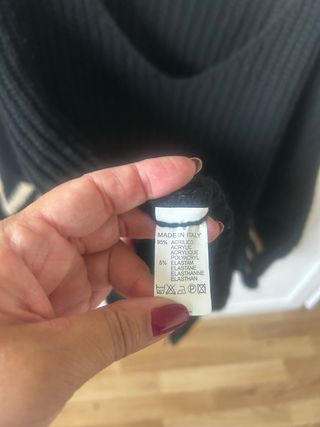 MADE IN ITALY
95% ACRILICO
ACRYLIC
ACRYLIQUE
POLYACRYL
5% ELASTAM
ELASTANE
ELASTHANNE
ELASTHAN